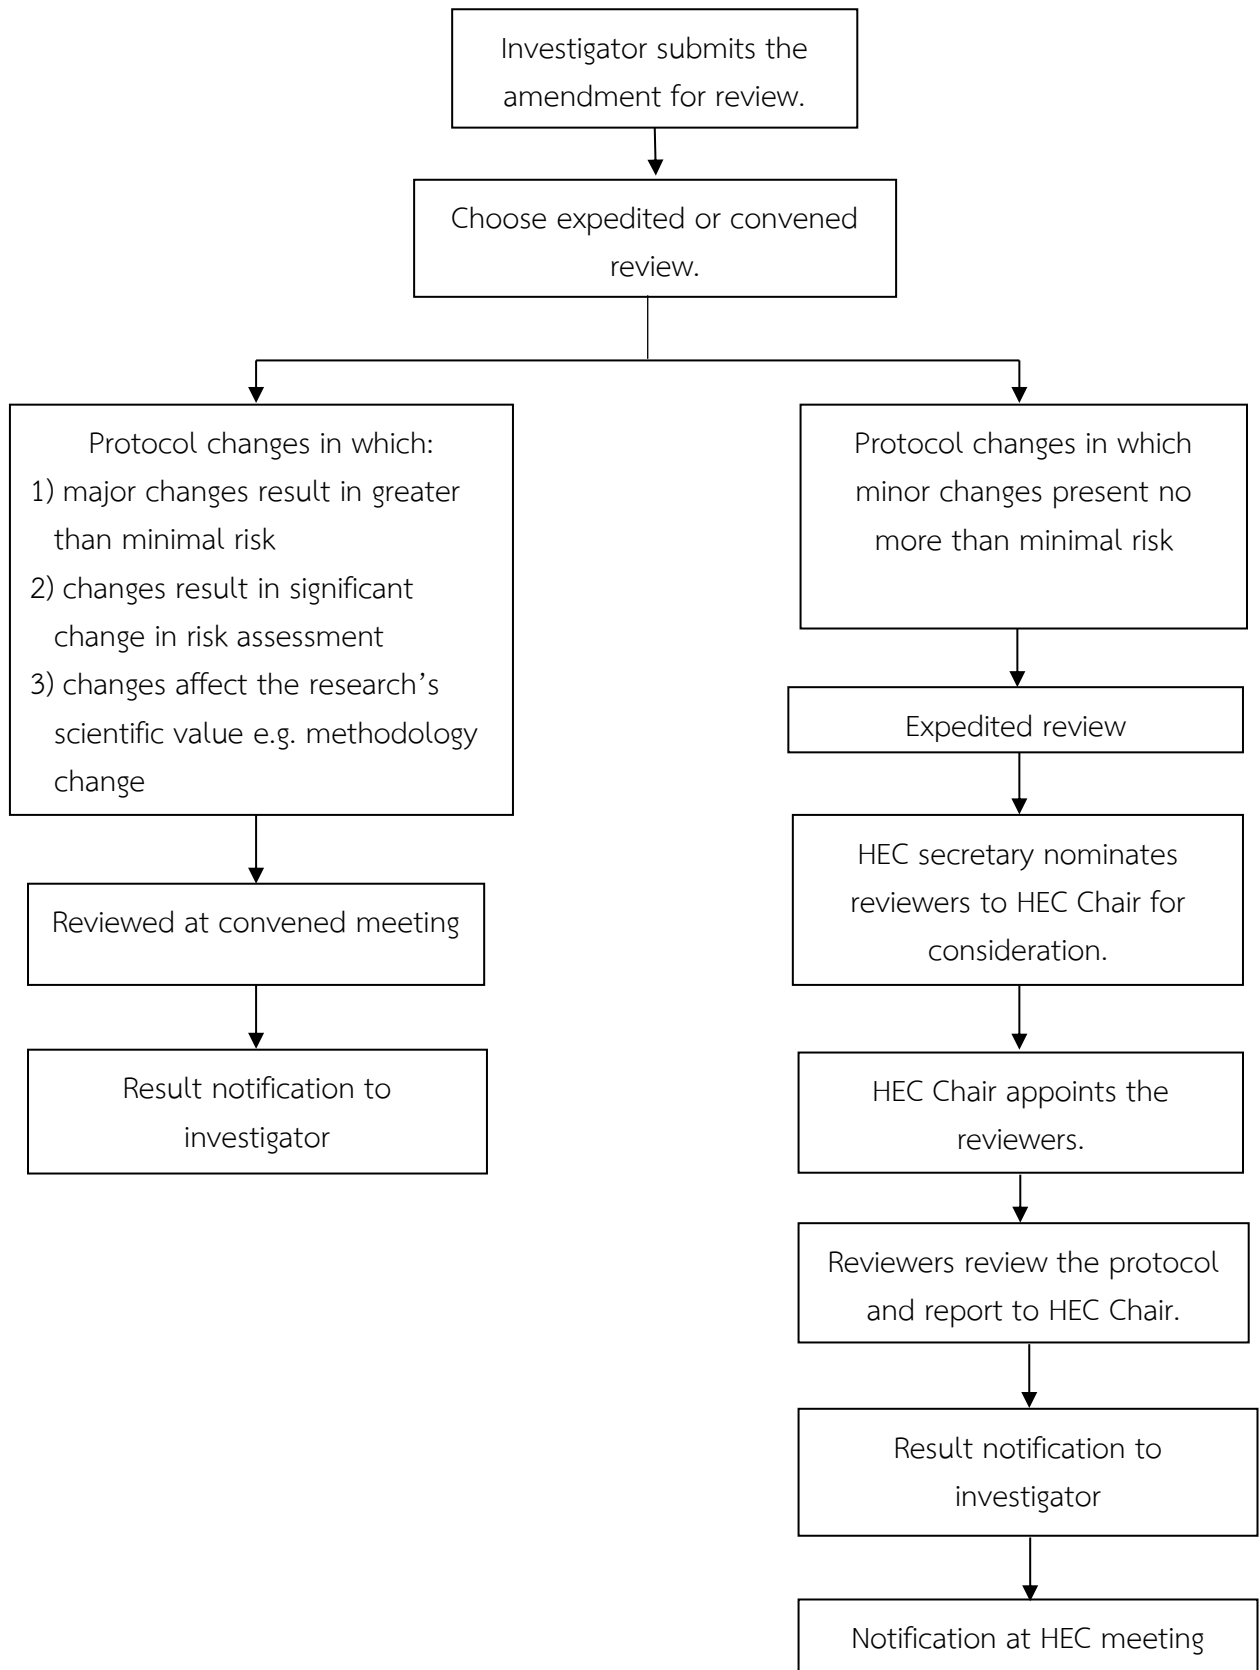 Investigator submits the
amendment for review.
Choose expedited or convened
review.
Protocol changes in which:
1) major changes result in greater
than minimal risk
2) changes result in significant
change in risk assessment
3) changes affect the research’s
scientific value e.g. methodology
change
Reviewed at convened meeting
Result notification to
investigator
Protocol changes in which
minor changes present no
more than minimal risk
Expedited review
HEC secretary nominates
reviewers to HEC Chair for
consideration.
HEC Chair appoints the
reviewers.
Reviewers review the protocol
and report to HEC Chair.
Result notification to
investigator
Notification at HEC meeting